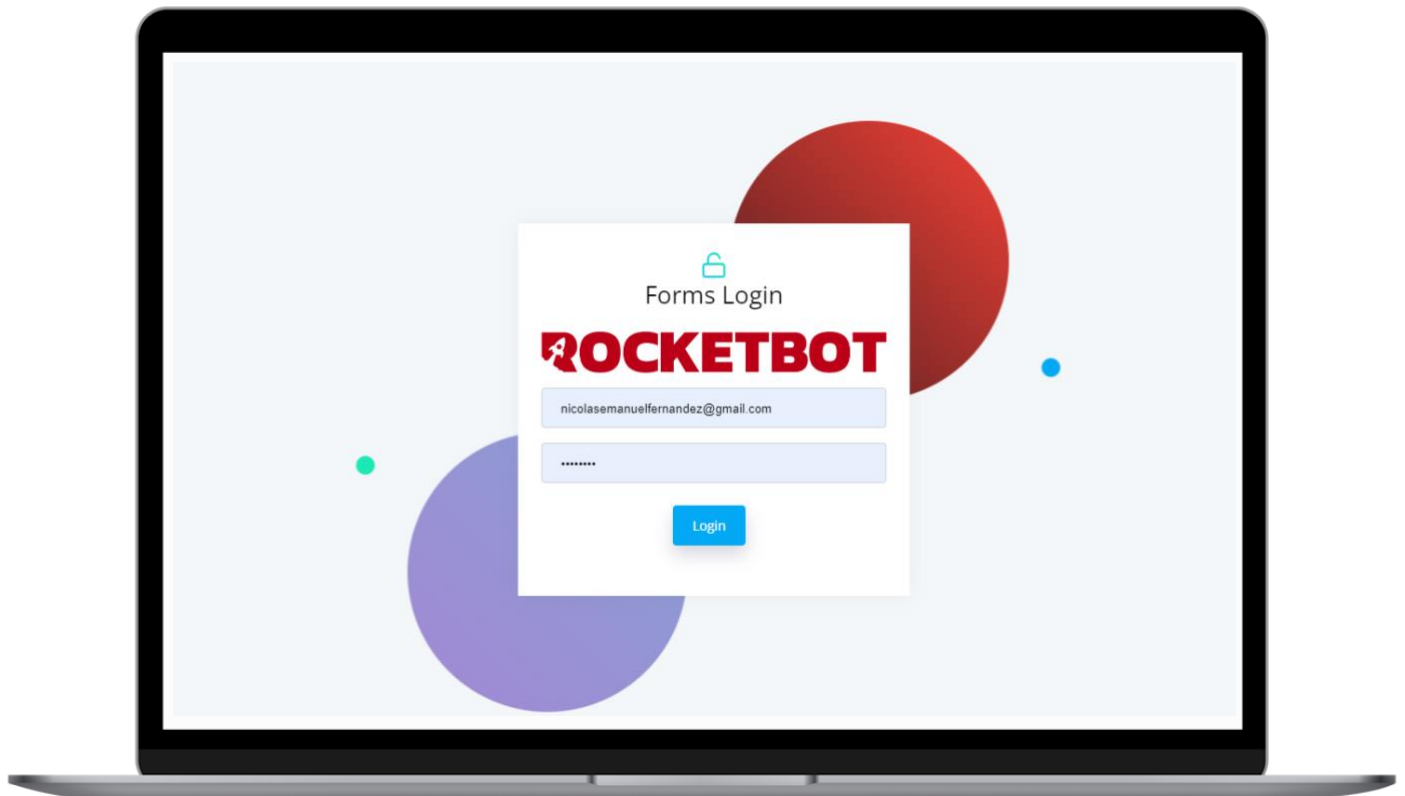 Forms Login
ROCKETBOT
nicolasemanuelfernandez@gmail.com
••••••••
Login